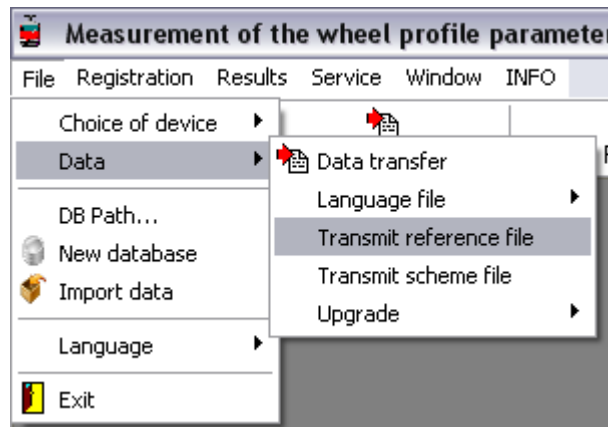 Measurement of the wheel profile
File Registration Results Service Window INFO
Choice of device
Data
DB Path...
New database
Import data
Language
Exit
Data transfer
Language file
Transmit reference file
Transmit scheme file
Upgrade